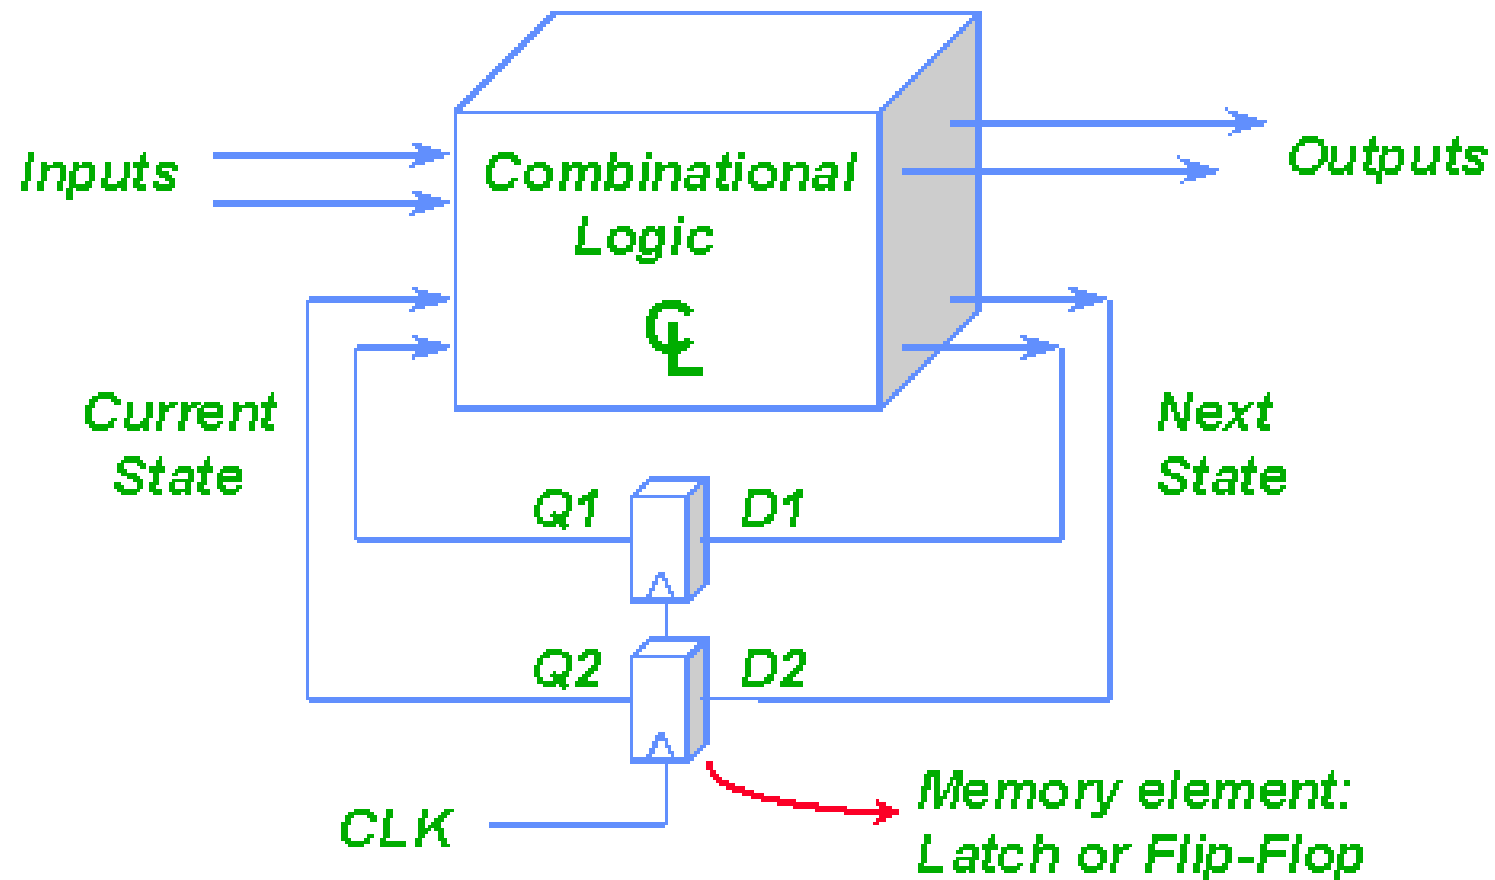 Inputs
Combinational
Logic
CL
Outputs
Current
State
Next
State
Q1
D1
Q2
D2
CLK
Memory element:
Latch or Flip-Flop